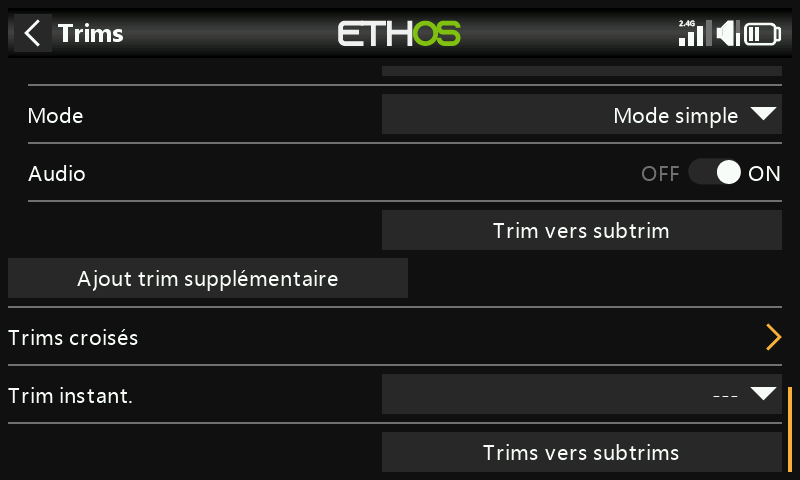 Trims
ETHOS
2.4G
Mode
Mode simple
Audio
OFF
ON
Trim vers subtrim
Ajout trim supplémentaire
Trims croisés
Trim instant.
---
Trims vers subtrims